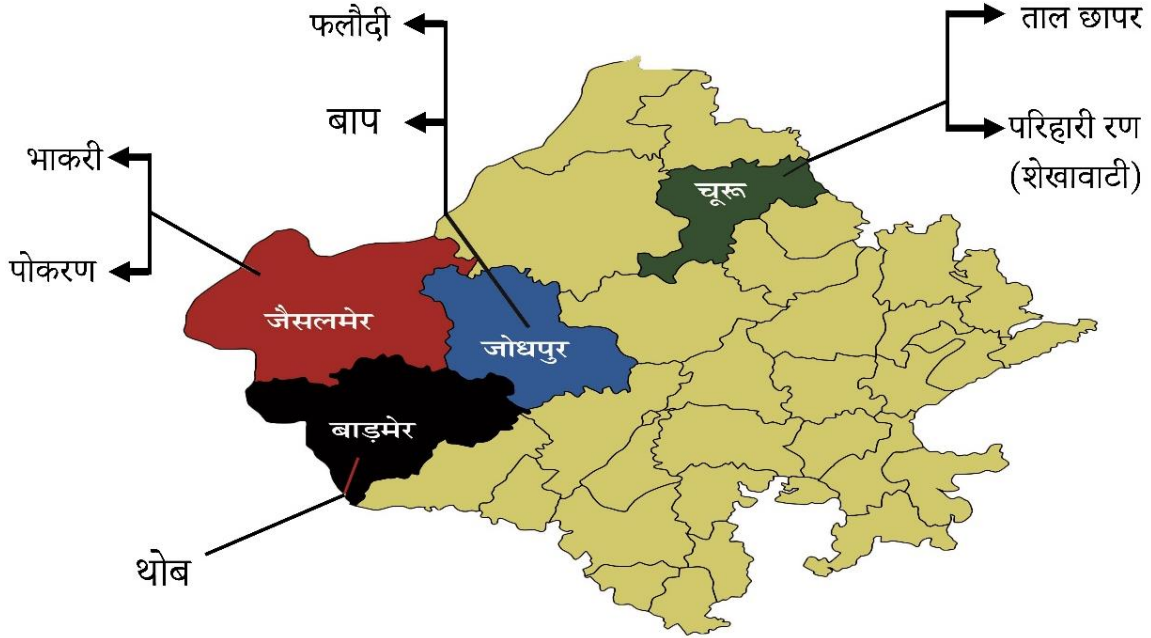 फलौदी
ताल छापर
बाप
परिहारी रण
(शेखावाटी)
भाकरी
चूरू
पोकरण
जैसलमेर
जोधपुर
बाड़मेर
थोब